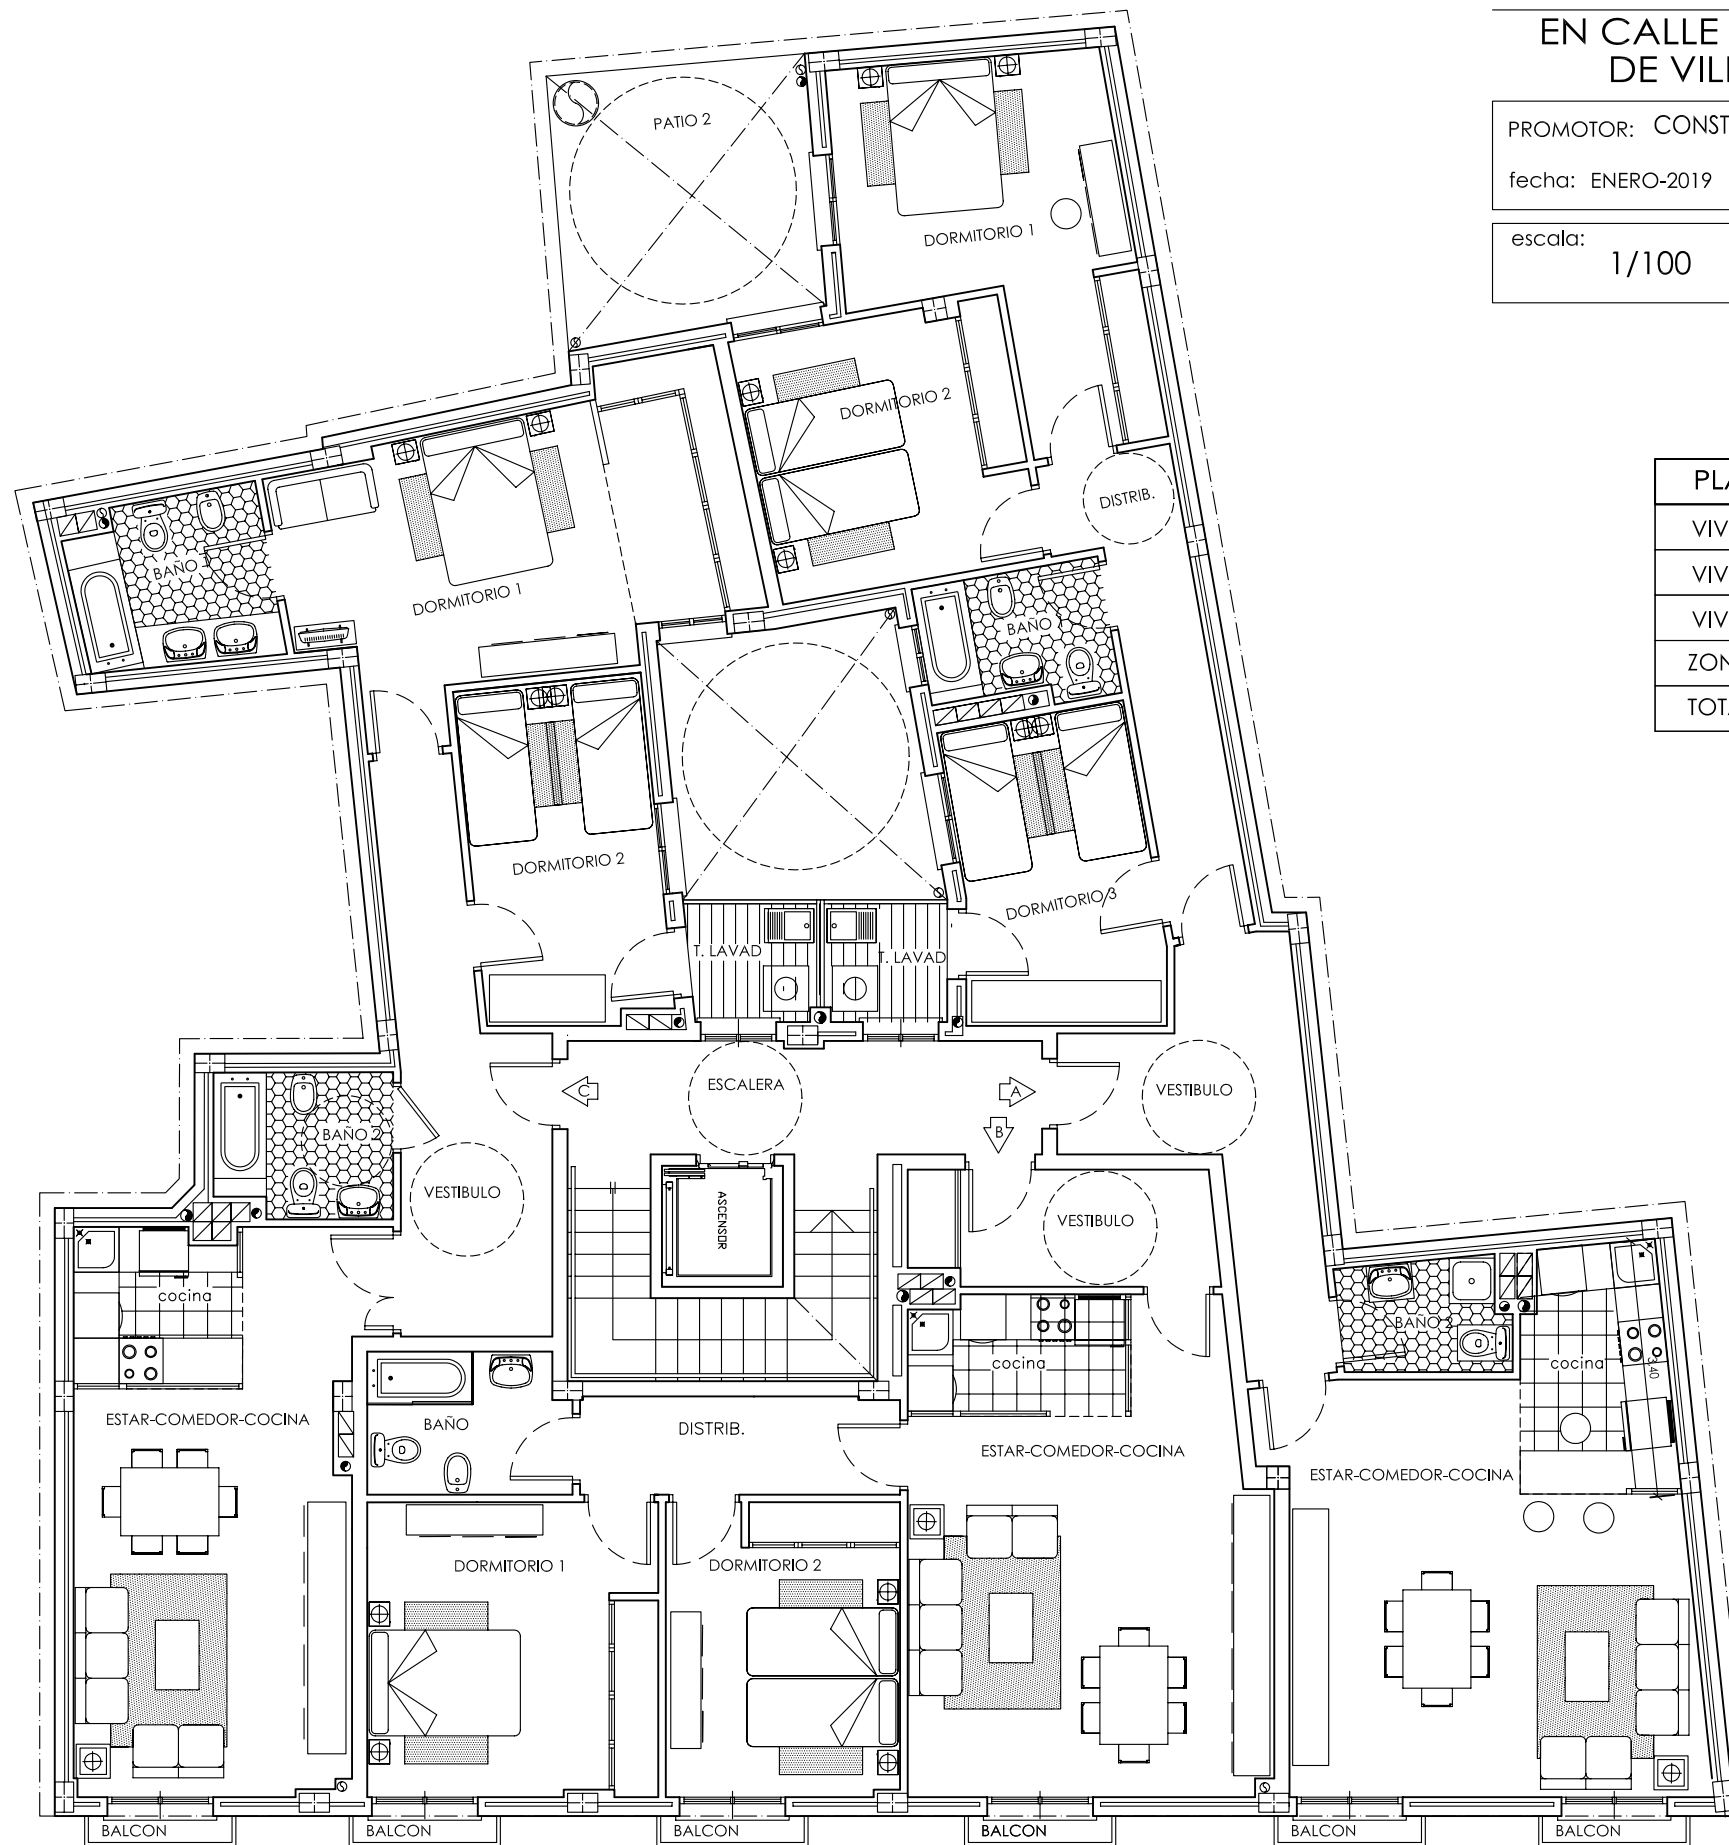 EN CALLE
DE VIL
PROMOTOR: CONST
fecha: ENERO-2019
escala:
1/100
PLA
VIV
VIV
VIV
ZON
TOT
PATIO 2
DORMITORIO 1
DORMITORIO 2
DISTRIB.
BAÑO 1
DORMITORIO 1
BAÑO
DORMITORIO 2
DORMITORIO 3
T. LAVAD
T. LAVAD
ESCALERA
C
A
B
VESTIBULO
BAÑO 2
VESTIBULO
ASCENSOR
VESTIBULO
cocina
cocina
BAÑO 2
cocina
3.40
ESTAR-COMEDOR-COCINA
BAÑO
DISTRIB.
ESTAR-COMEDOR-COCINA
ESTAR-COMEDOR-COCINA
DORMITORIO 1
DORMITORIO 2
BALCON
BALCON
BALCON
BALCON
BALCON
BALCON